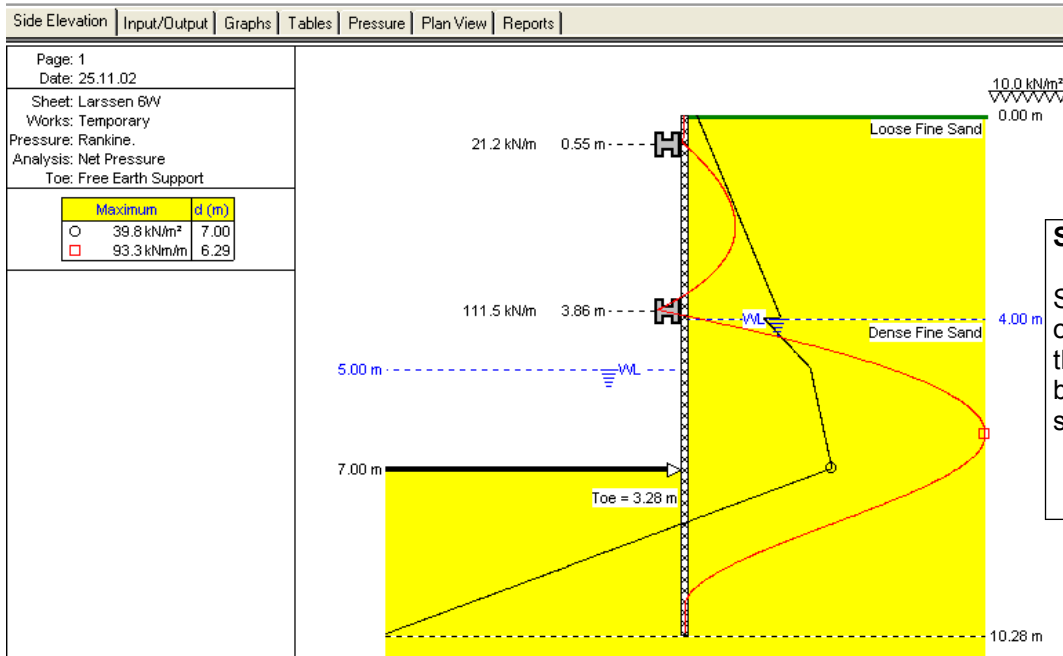 Side Elevation Input/Output Graphs Tables Pressure Plan View Reports
Page: 1
Date: 25.11.02
Sheet: Larssen 6W
Works: Temporary
Pressure: Rankine.
Analysis: Net Pressure
Toe: Free Earth Support
Maximum d (m)
39.8 kN/m² 7.00
93.3 kNm/m 6.29
10.0 kN/m²
0.00 m
Loose Fine Sand
21.2 kN/m 0.55 m
111.5 kN/m 3.86 m
WL
4.00 m
Dense Fine Sand
5.00 m WL
7.00 m
Toe = 3.28 m
10.28 m